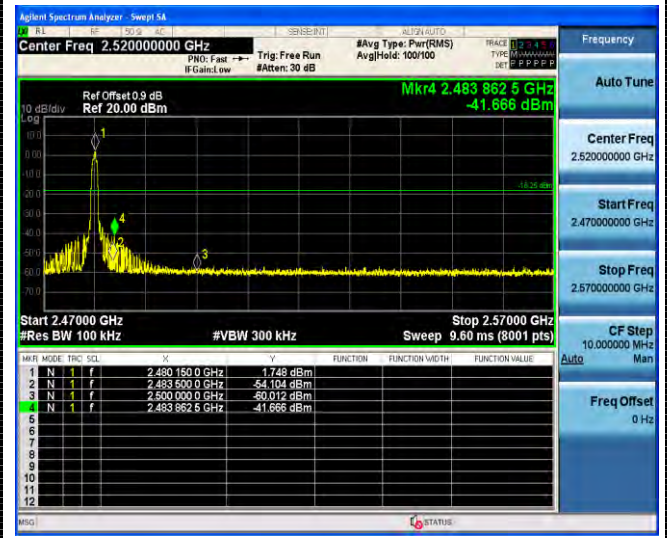 Agilent Spectrum Analyzer - Swept SA
RL RF 50 Ω AC SENSE:INT ALIGN AUTO
Center Freq 2.520000000 GHz
PNO: Fast
IFGain:Low
Trig: Free Run
#Atten: 30 dB
#Avg Type: Pwr(RMS)
Avg|Hold: 100/100
TRACE 1 2 3 4 5 6
TYPE
DET P P P P P P
Ref Offset 0.9 dB
10 dB/div Ref 20.00 dBm
Mkr4 2.483 862 5 GHz
-41.666 dBm
Log
10.0
0.00
-10.0
-20.0
-30.0
-40.0
-50.0
-60.0
-70.0
1
4
2
3
Start 2.47000 GHz Stop 2.57000 GHz
#Res BW 100 kHz #VBW 300 kHz Sweep 9.60 ms (8001 pts)
MKR MODE TRC SCL X Y FUNCTION FUNCTION WIDTH FUNCTION VALUE
1 N 1 f 2.480 150 0 GHz 1.748 dBm
2 N 1 f 2.483 500 0 GHz -54.104 dBm
3 N 1 f 2.500 000 0 GHz -60.012 dBm
4 N 1 f 2.483 862 5 GHz -41.666 dBm
5
6
7
8
9
10
11
12
MSG STATUS
Frequency
Auto Tune
Center Freq
2.520000000 GHz
Start Freq
2.470000000 GHz
Stop Freq
2.570000000 GHz
CF Step
10.000000 MHz
Auto Man
Freq Offset
0 Hz